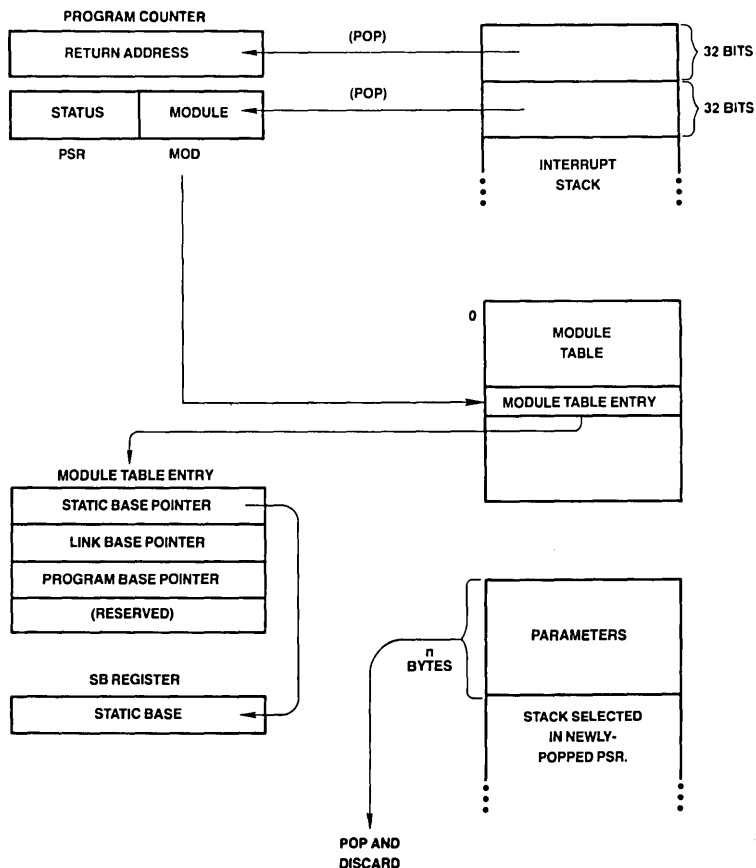 PROGRAM COUNTER
RETURN ADDRESS
(POP)
32 BITS
STATUS
MODULE
(POP)
32 BITS
PSR
MOD
INTERRUPT
STACK
0
MODULE
TABLE
MODULE TABLE ENTRY
MODULE TABLE ENTRY
STATIC BASE POINTER
LINK BASE POINTER
PROGRAM BASE POINTER
(RESERVED)
PARAMETERS
n
BYTES
SB REGISTER
STATIC BASE
STACK SELECTED
IN NEWLY-
POPPED PSR.
POP AND
DISCARD